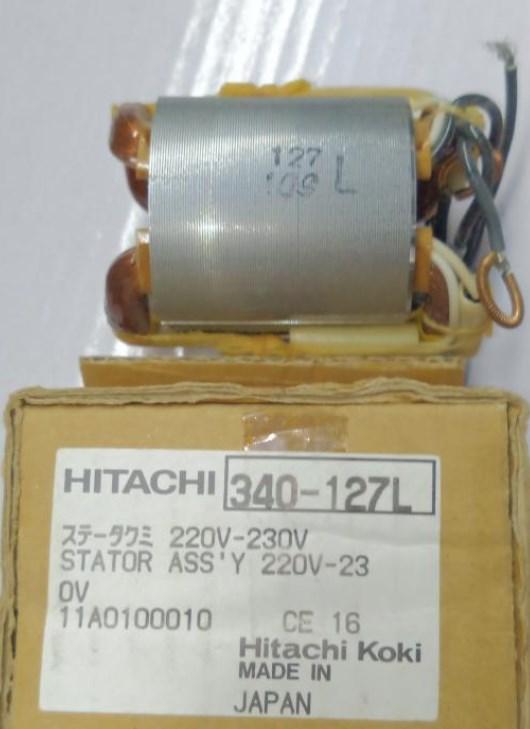 127
109 L
HITACHI 340-127L
ステータクミ 220V-230V
STATOR ASS'Y 220V-23
0V
11A0100010 CE 16
Hitachi Koki
MADE IN
JAPAN